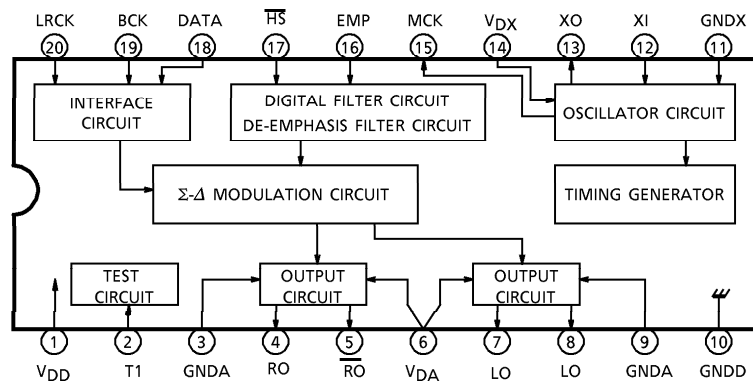 LRCK BCK DATA H̅S̅ EMP MCK VDX XO XI GNDX
20 19 18 17 16 15 14 13 12 11
INTERFACE
CIRCUIT
DIGITAL FILTER CIRCUIT
DE-EMPHASIS FILTER CIRCUIT
OSCILLATOR CIRCUIT
Σ-Δ MODULATION CIRCUIT
TIMING GENERATOR
TEST
CIRCUIT
OUTPUT
CIRCUIT
OUTPUT
CIRCUIT
1 2 3 4 5 6 7 8 9 10
VDD T1 GNDA RO R̅O̅ VDA LO LO GNDA GNDD